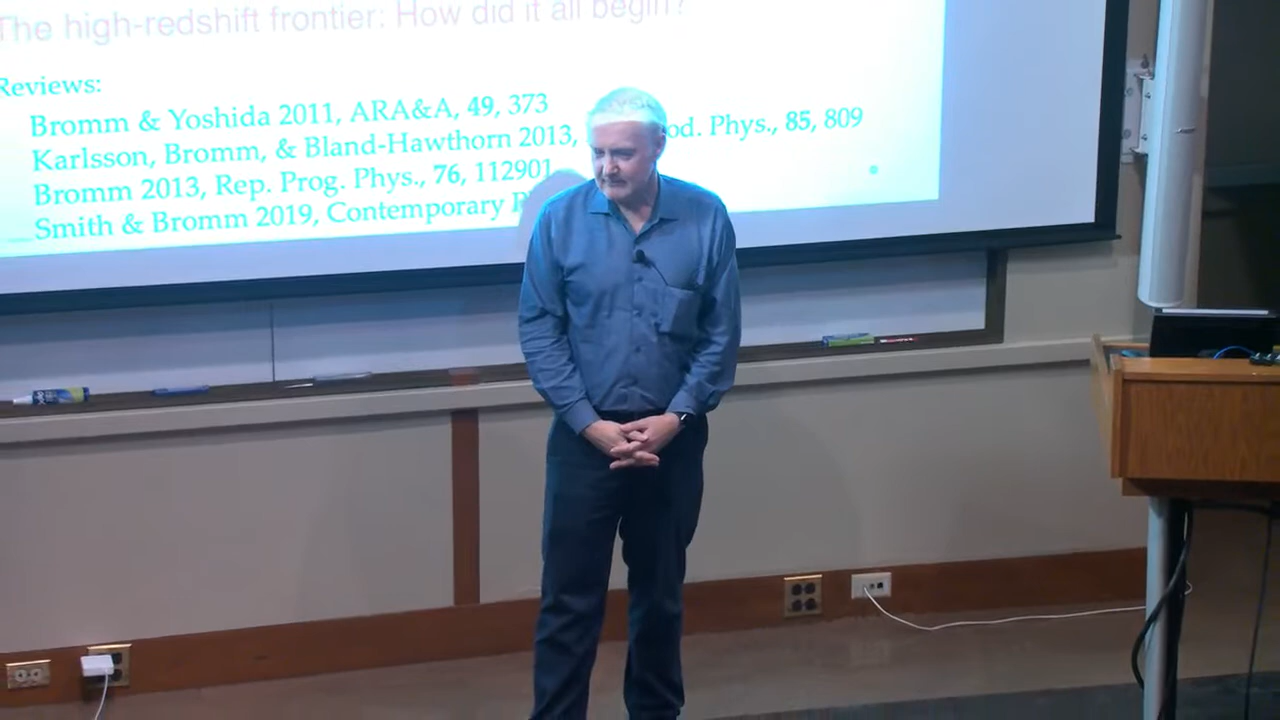 The high-redshift frontier: How did it all begin?
Reviews:
Bromm & Yoshida 2011, ARA&A, 49, 373
Karlsson, Bromm, & Bland-Hawthorn 2013, od. Phys., 85, 809
Bromm 2013, Rep. Prog. Phys., 76, 112901
Smith & Bromm 2019, Contemporary